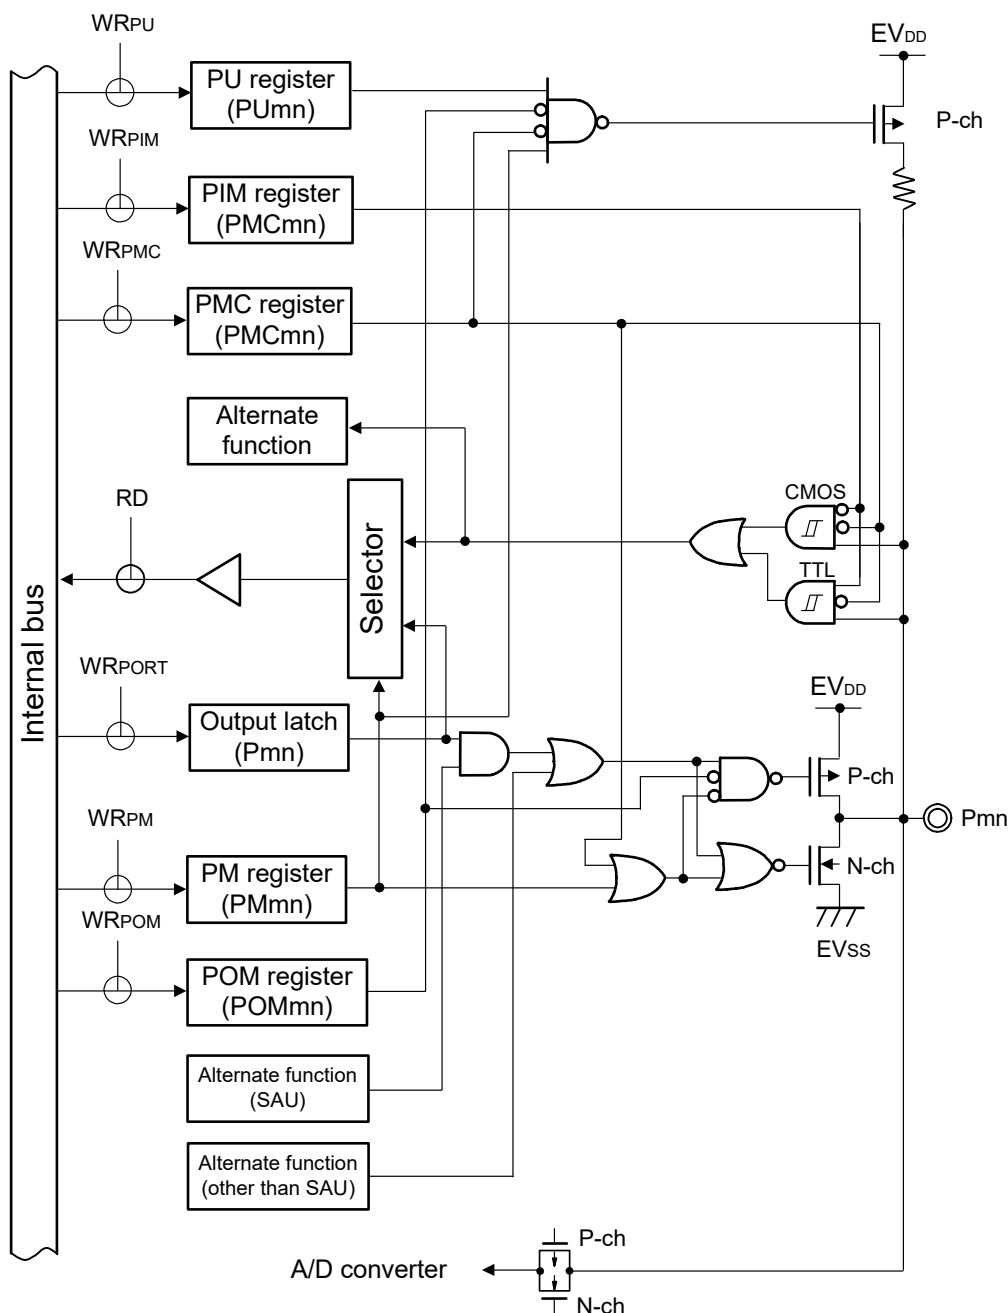 WRPU
EVDD
PU register
(PUmn)
P-ch
WRPIM
PIM register
(PMCmn)
WRPMC
PMC register
(PMCmn)
Alternate
function
CMOS
RD
Selector
TTL
Internal bus
WRPORT
EVDD
Output latch
(Pmn)
P-ch
WRPM
Pmn
PM register
(PMmn)
N-ch
WRPOM
EVSS
POM register
(POMmn)
Alternate function
(SAU)
Alternate function
(other than SAU)
P-ch
A/D converter
N-ch